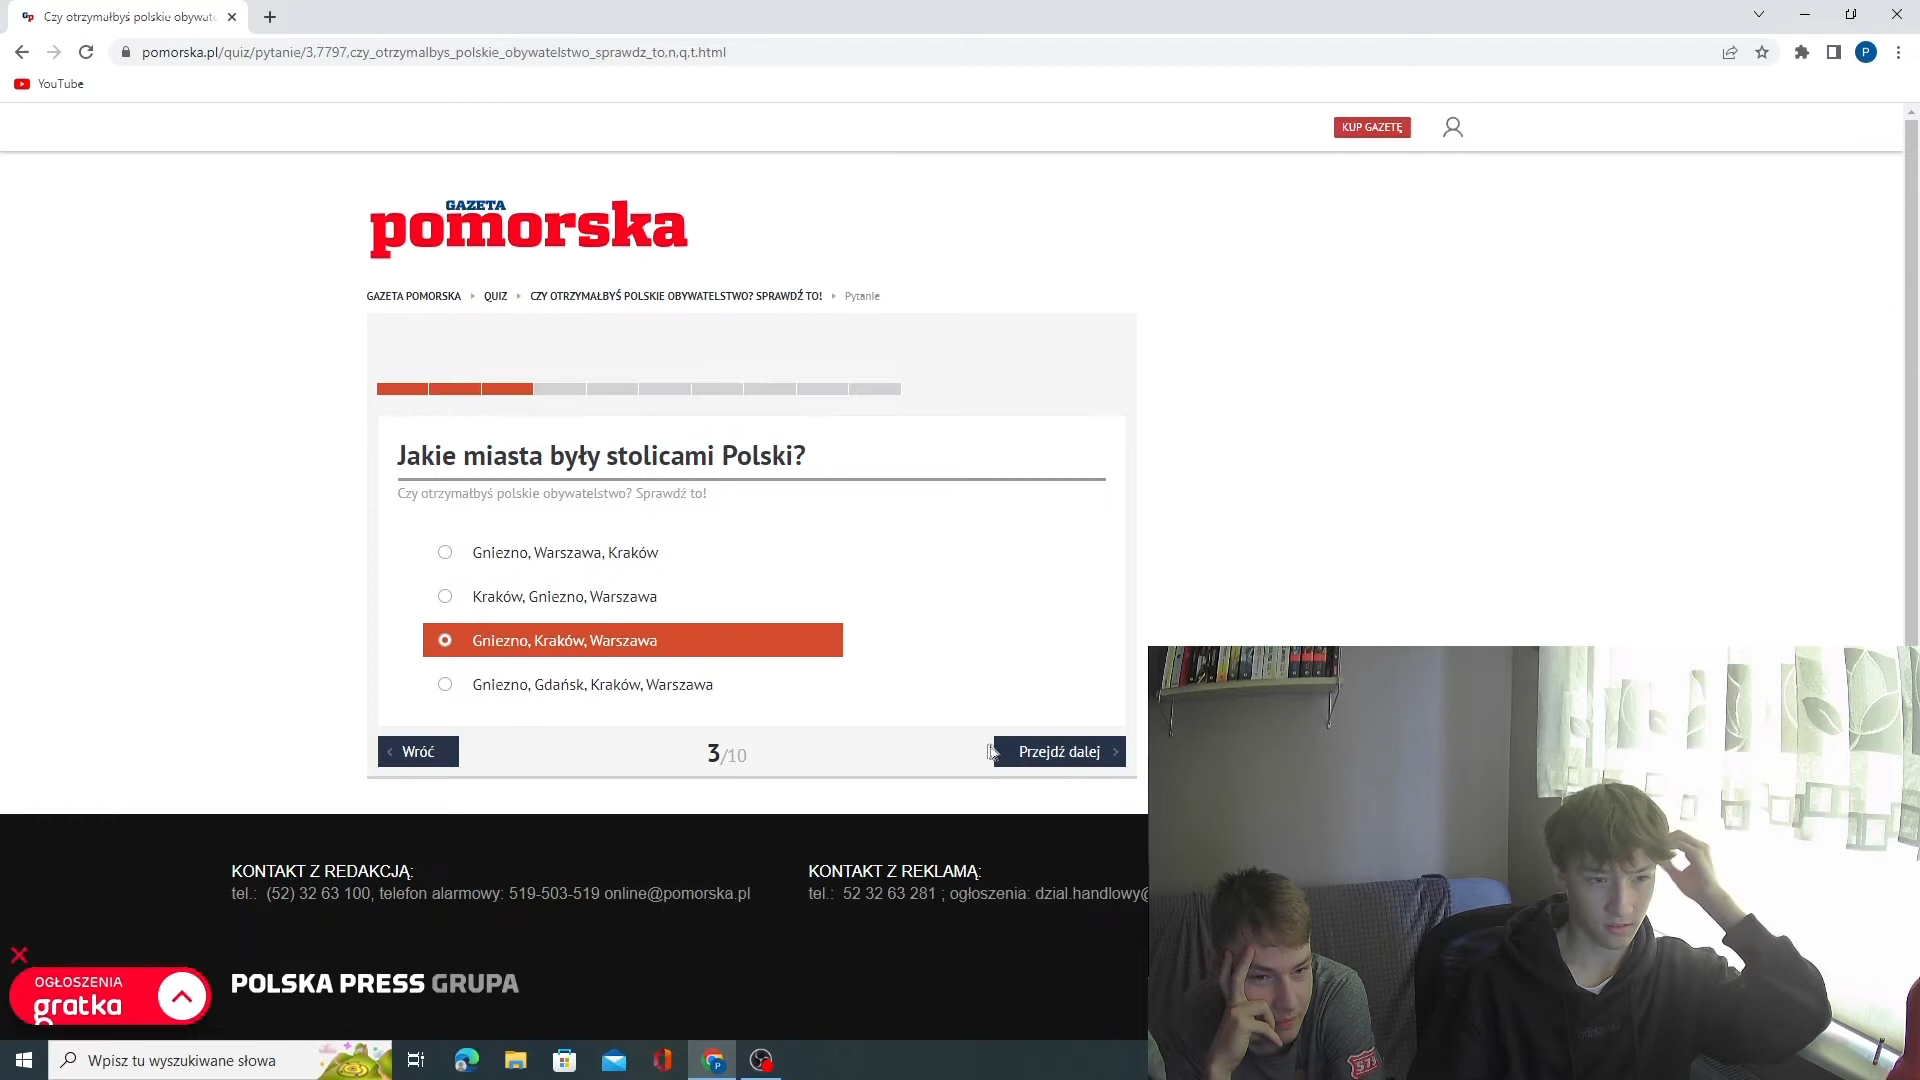 Czy otrzymałbyś polskie obywate
pomorska.pl/quiz/pytanie/3,7797,czy_otrzymalbys_polskie_obywatelstwo_sprawdz_to,n,q,t.html
P
YouTube
KUP GAZETĘ
GAZETA
pomorska
GAZETA POMORSKA QUIZ CZY OTRZYMAŁBYŚ POLSKIE OBYWATELSTWO? SPRAWDŹ TO! Pytanie
Jakie miasta były stolicami Polski?
Czy otrzymałbyś polskie obywatelstwo? Sprawdź to!
Gniezno, Warszawa, Kraków
Kraków, Gniezno, Warszawa
Gniezno, Kraków, Warszawa
Gniezno, Gdańsk, Kraków, Warszawa
Wróć
3/10
Przejdź dalej
KONTAKT Z REDAKCJĄ:
tel.: (52) 32 63 100, telefon alarmowy: 519-503-519 online@pomorska.pl
KONTAKT Z REKLAMĄ:
tel.: 52 32 63 281 ; ogłoszenia: dzial.handlowy@
OGŁOSZENIA
gratka
POLSKA PRESS GRUPA
Wpisz tu wyszukiwane słowa